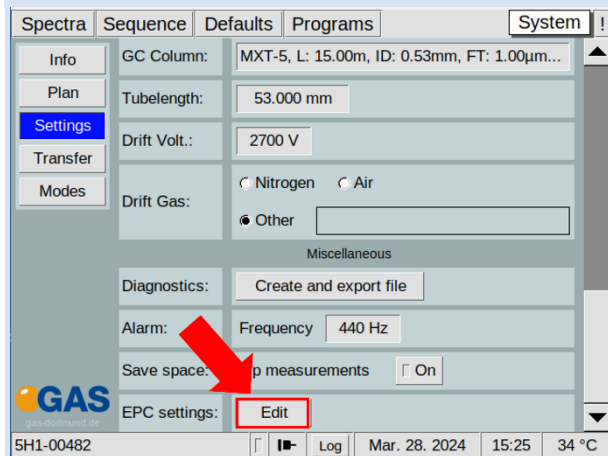 Spectra Sequence Defaults Programs System !
Info
Plan
Settings
Transfer
Modes
GC Column: MXT-5, L: 15.00m, ID: 0.53mm, FT: 1.00µm...
Tubelength: 53.000 mm
Drift Volt.: 2700 V
Drift Gas: Nitrogen Air
Other
Miscellaneous
Diagnostics: Create and export file
Alarm: Frequency 440 Hz
Save space: measurements On
EPC settings: Edit
GAS
gas-dortmund.de
5H1-00482 Log Mar. 28. 2024 15:25 34 °C